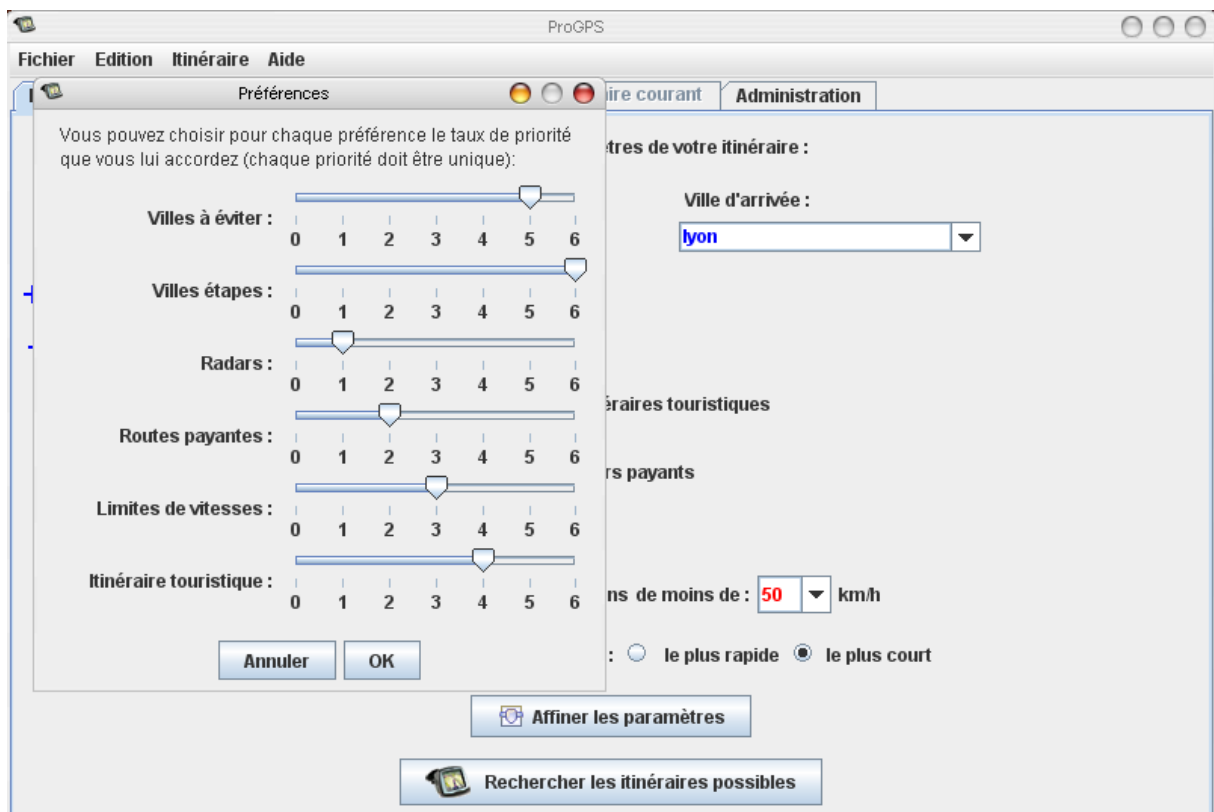 ProGPS
Fichier Edition Itinéraire Aide
Préférences
ire courant Administration
Vous pouvez choisir pour chaque préférence le taux de priorité
que vous lui accordez (chaque priorité doit être unique):
tres de votre itinéraire :
Ville d'arrivée :
lyon
Villes à éviter :
0 1 2 3 4 5 6
Villes étapes :
0 1 2 3 4 5 6
Radars :
0 1 2 3 4 5 6
éraires touristiques
Routes payantes :
0 1 2 3 4 5 6
rs payants
Limites de vitesses :
0 1 2 3 4 5 6
Itinéraire touristique :
0 1 2 3 4 5 6
ns de moins de : 50 km/h
Annuler OK
: le plus rapide le plus court
Affiner les paramètres
Rechercher les itinéraires possibles